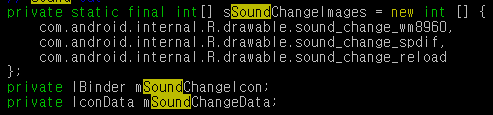 private static final int[] sSoundChangeImages = new int [] {
com.android.internal.R.drawable.sound_change_wm8960,
com.android.internal.R.drawable.sound_change_spdif,
com.android.internal.R.drawable.sound_change_reload
};
private IBinder mSoundChangeIcon;
private IconData mSoundChangeData;